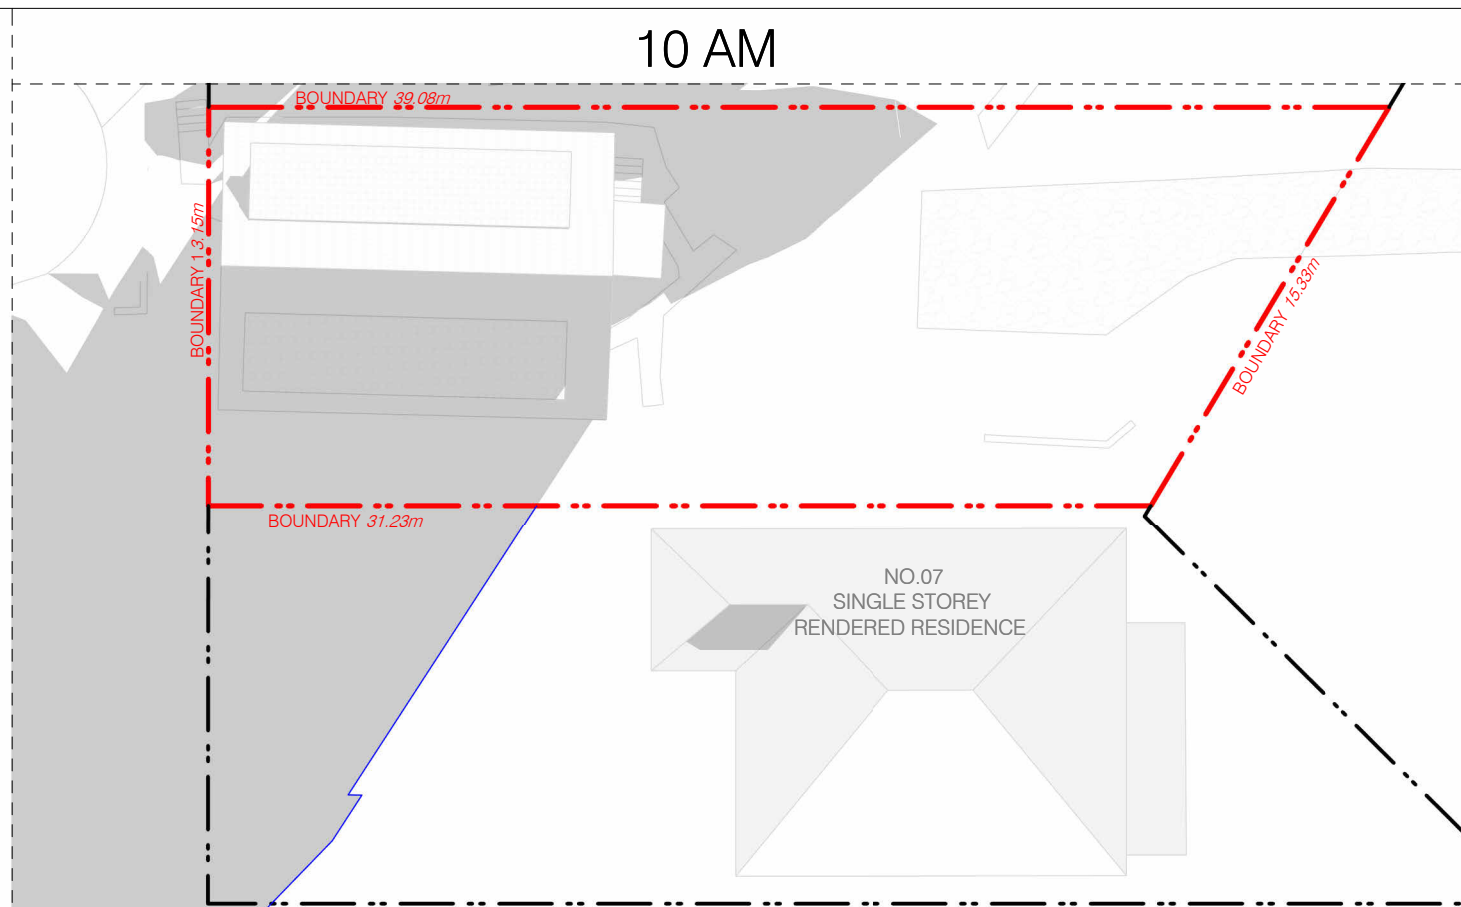 10 AM
BOUNDARY 39.08m
BOUNDARY 13.15m
BOUNDARY 15.33m
BOUNDARY 31.23m
NO.07
SINGLE STOREY
RENDERED RESIDENCE